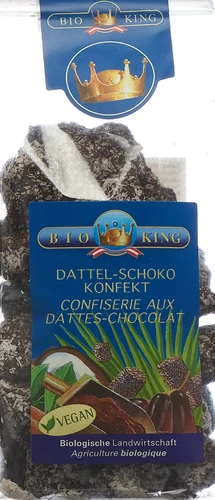 BIO KING
BIO KING
DATTEL-SCHOKO
KONFEKT
CONFISERIE AUX
DATTES-CHOCOLAT
VEGAN
Biologische Landwirtschaft
Agriculture biologique